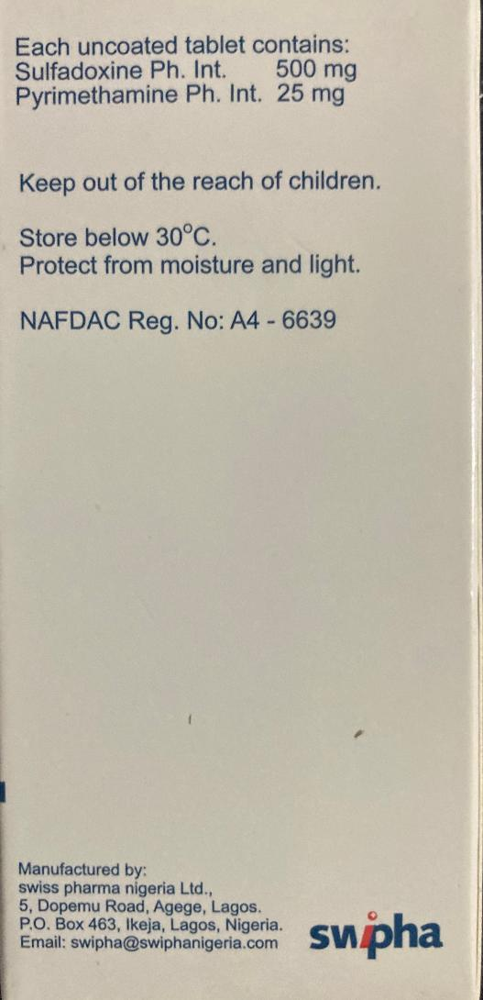 Each uncoated tablet contains:
Sulfadoxine Ph. Int. 500 mg
Pyrimethamine Ph. Int. 25 mg
Keep out of the reach of children.
Store below 30°C.
Protect from moisture and light.
NAFDAC Reg. No: A4 - 6639
Manufactured by:
swiss pharma nigeria Ltd.,
5, Dopemu Road, Agege, Lagos.
P.O. Box 463, Ikeja, Lagos, Nigeria.
Email: swipha@swiphanigeria.com
swipha